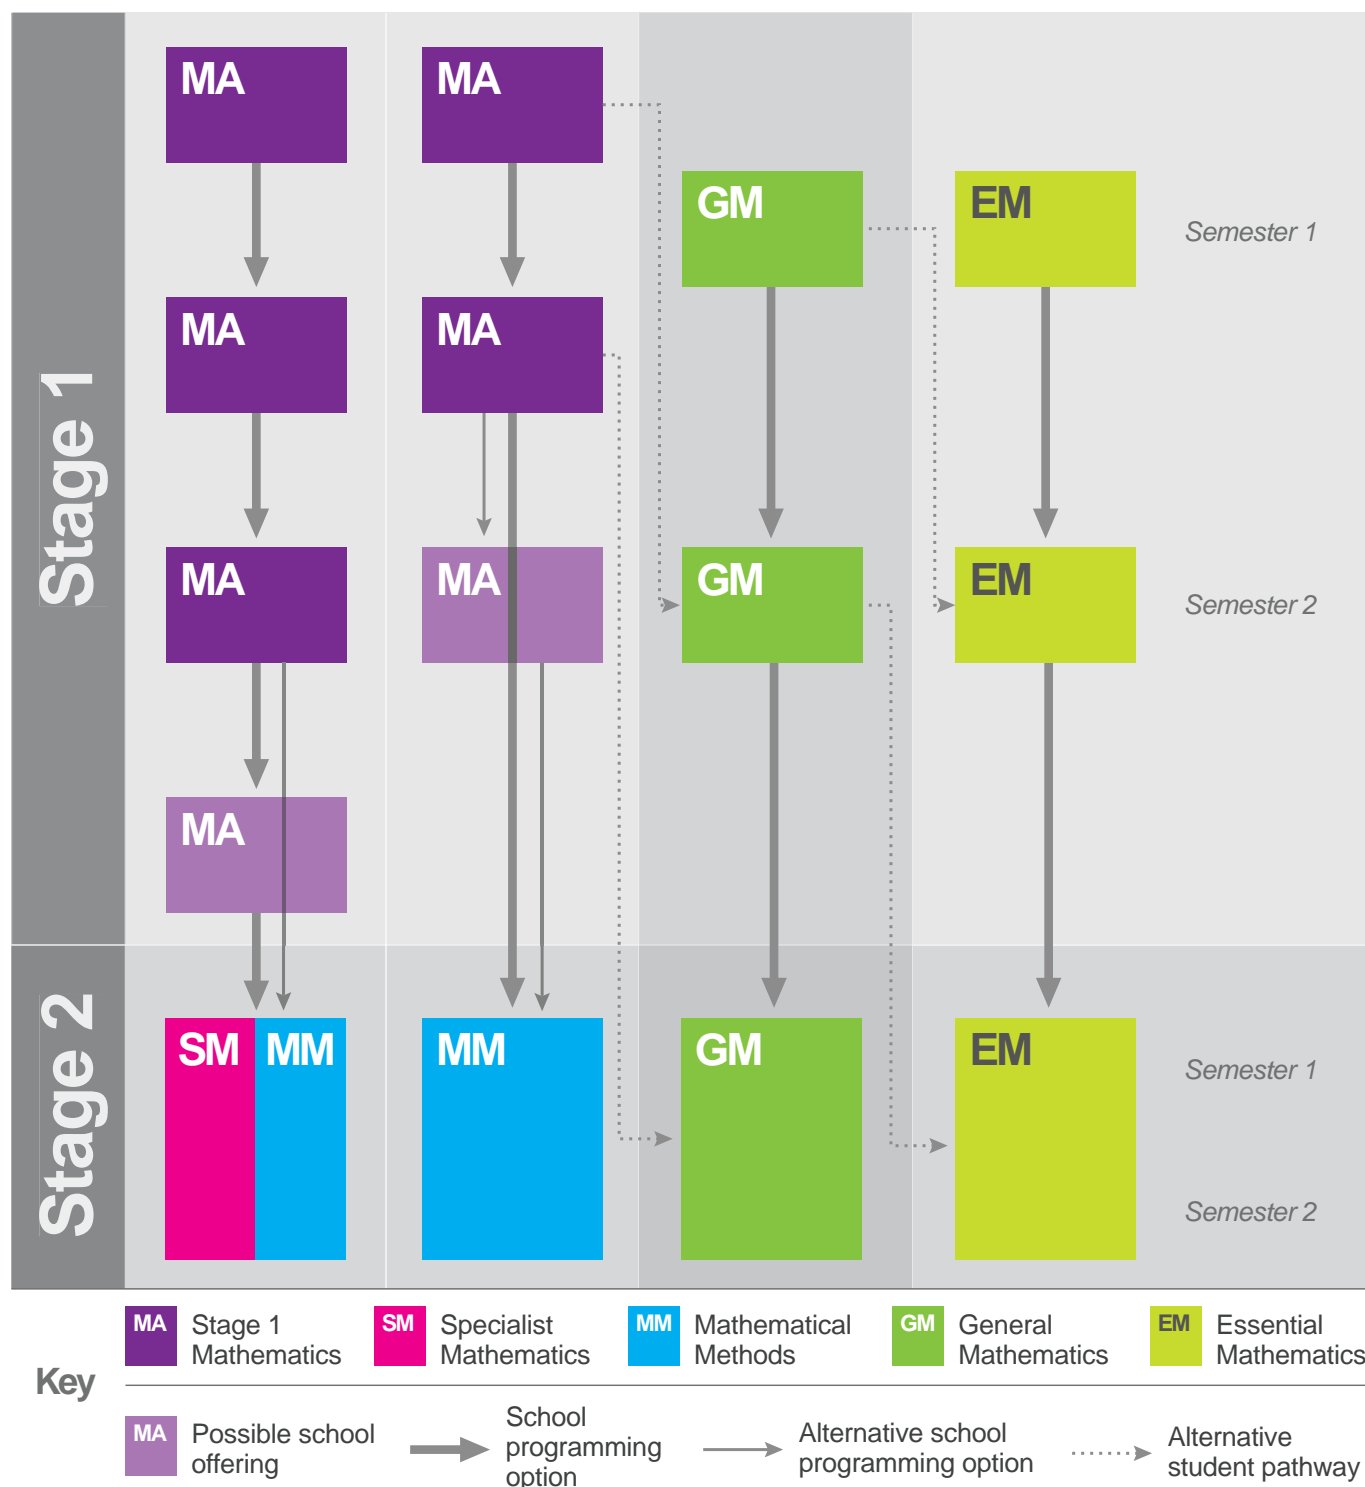 Stage 1
MA
MA
GM
EM
Semester 1
MA
MA
MA
MA
GM
EM
Semester 2
MA
Stage 2
SM
MM
MM
GM
EM
Semester 1
Semester 2
Key
MA
Stage 1
Mathematics
SM
Specialist
Mathematics
MM
Mathematical
Methods
GM
General
Mathematics
EM
Essential
Mathematics
MA
Possible school
offering
School
programming
option
Alternative school
programming option
Alternative
student pathway